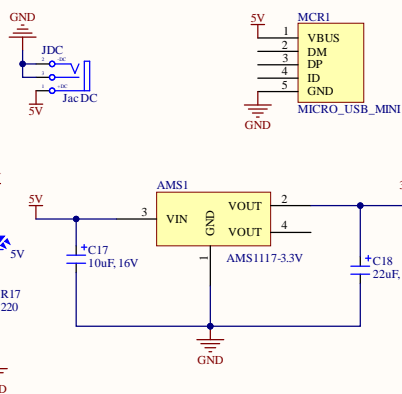 GND
JDC
-DC
+DC
Jac DC
5V
MCR1
5V
1 VBUS
2 DM
3 DP
4 ID
5 GND
MICRO_USB_MINI
GND
5V
AMS1
3 VIN
GND
VOUT 2
VOUT 4
1
AMS1117-3.3V
C17
10uF, 16V
C18
22uF,
5V
R17
220
GND